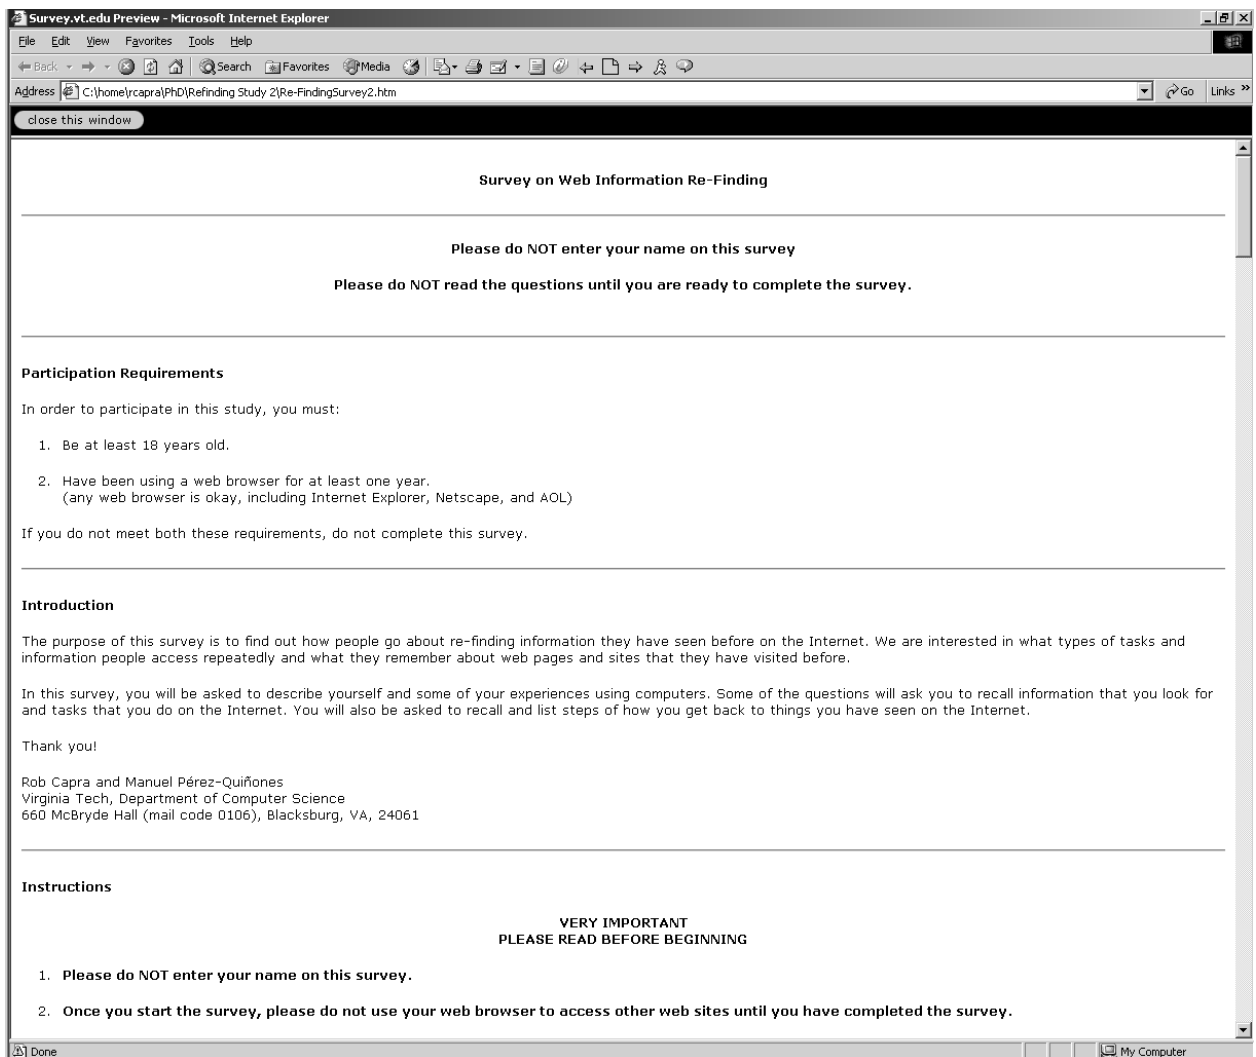 Survey.vt.edu Preview - Microsoft Internet Explorer
File Edit View Favorites Tools Help
Back Search Favorites Media
Address C:\home\rcapra\PhD\Refinding Study 2\Re-FindingSurvey2.htm Go Links »
close this window
Survey on Web Information Re-Finding
Please do NOT enter your name on this survey
Please do NOT read the questions until you are ready to complete the survey.
Participation Requirements
In order to participate in this study, you must:
1. Be at least 18 years old.
2. Have been using a web browser for at least one year.
(any web browser is okay, including Internet Explorer, Netscape, and AOL)
If you do not meet both these requirements, do not complete this survey.
Introduction
The purpose of this survey is to find out how people go about re-finding information they have seen before on the Internet. We are interested in what types of tasks and
information people access repeatedly and what they remember about web pages and sites that they have visited before.
In this survey, you will be asked to describe yourself and some of your experiences using computers. Some of the questions will ask you to recall information that you look for
and tasks that you do on the Internet. You will also be asked to recall and list steps of how you get back to things you have seen on the Internet.
Thank you!
Rob Capra and Manuel Pérez-Quiñones
Virginia Tech, Department of Computer Science
660 McBryde Hall (mail code 0106), Blacksburg, VA, 24061
Instructions
VERY IMPORTANT
PLEASE READ BEFORE BEGINNING
1. Please do NOT enter your name on this survey.
2. Once you start the survey, please do not use your web browser to access other web sites until you have completed the survey.
Done My Computer